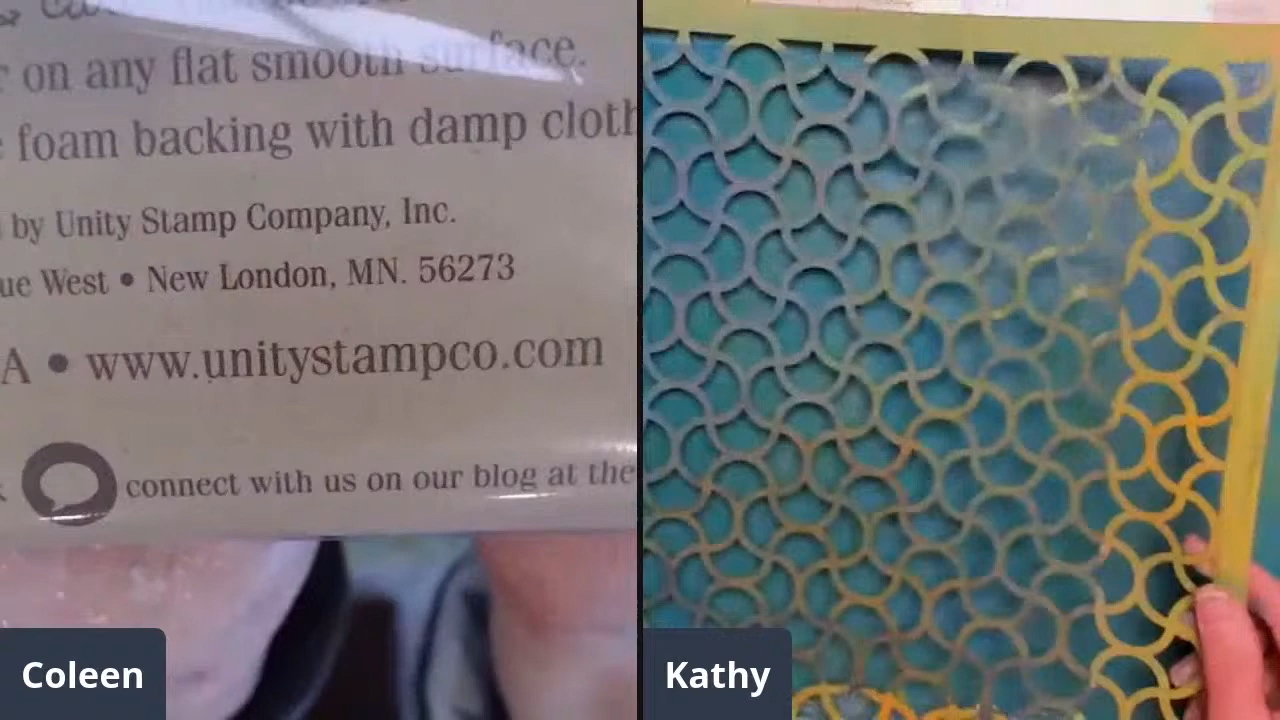 on any flat smooth surface.
foam backing with damp cloth
by Unity Stamp Company, Inc.
ue West • New London, MN. 56273
A • www.unitystampco.com
connect with us on our blog at the
Coleen
Kathy